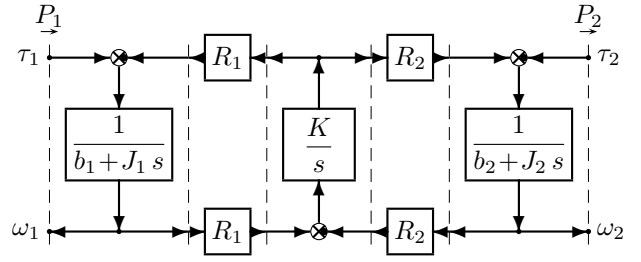 P₁ P₂
τ₁ R₁ R₂ τ₂
1/(b₁+J₁ s) K/s 1/(b₂+J₂ s)
ω₁ R₁ R₂ ω₂